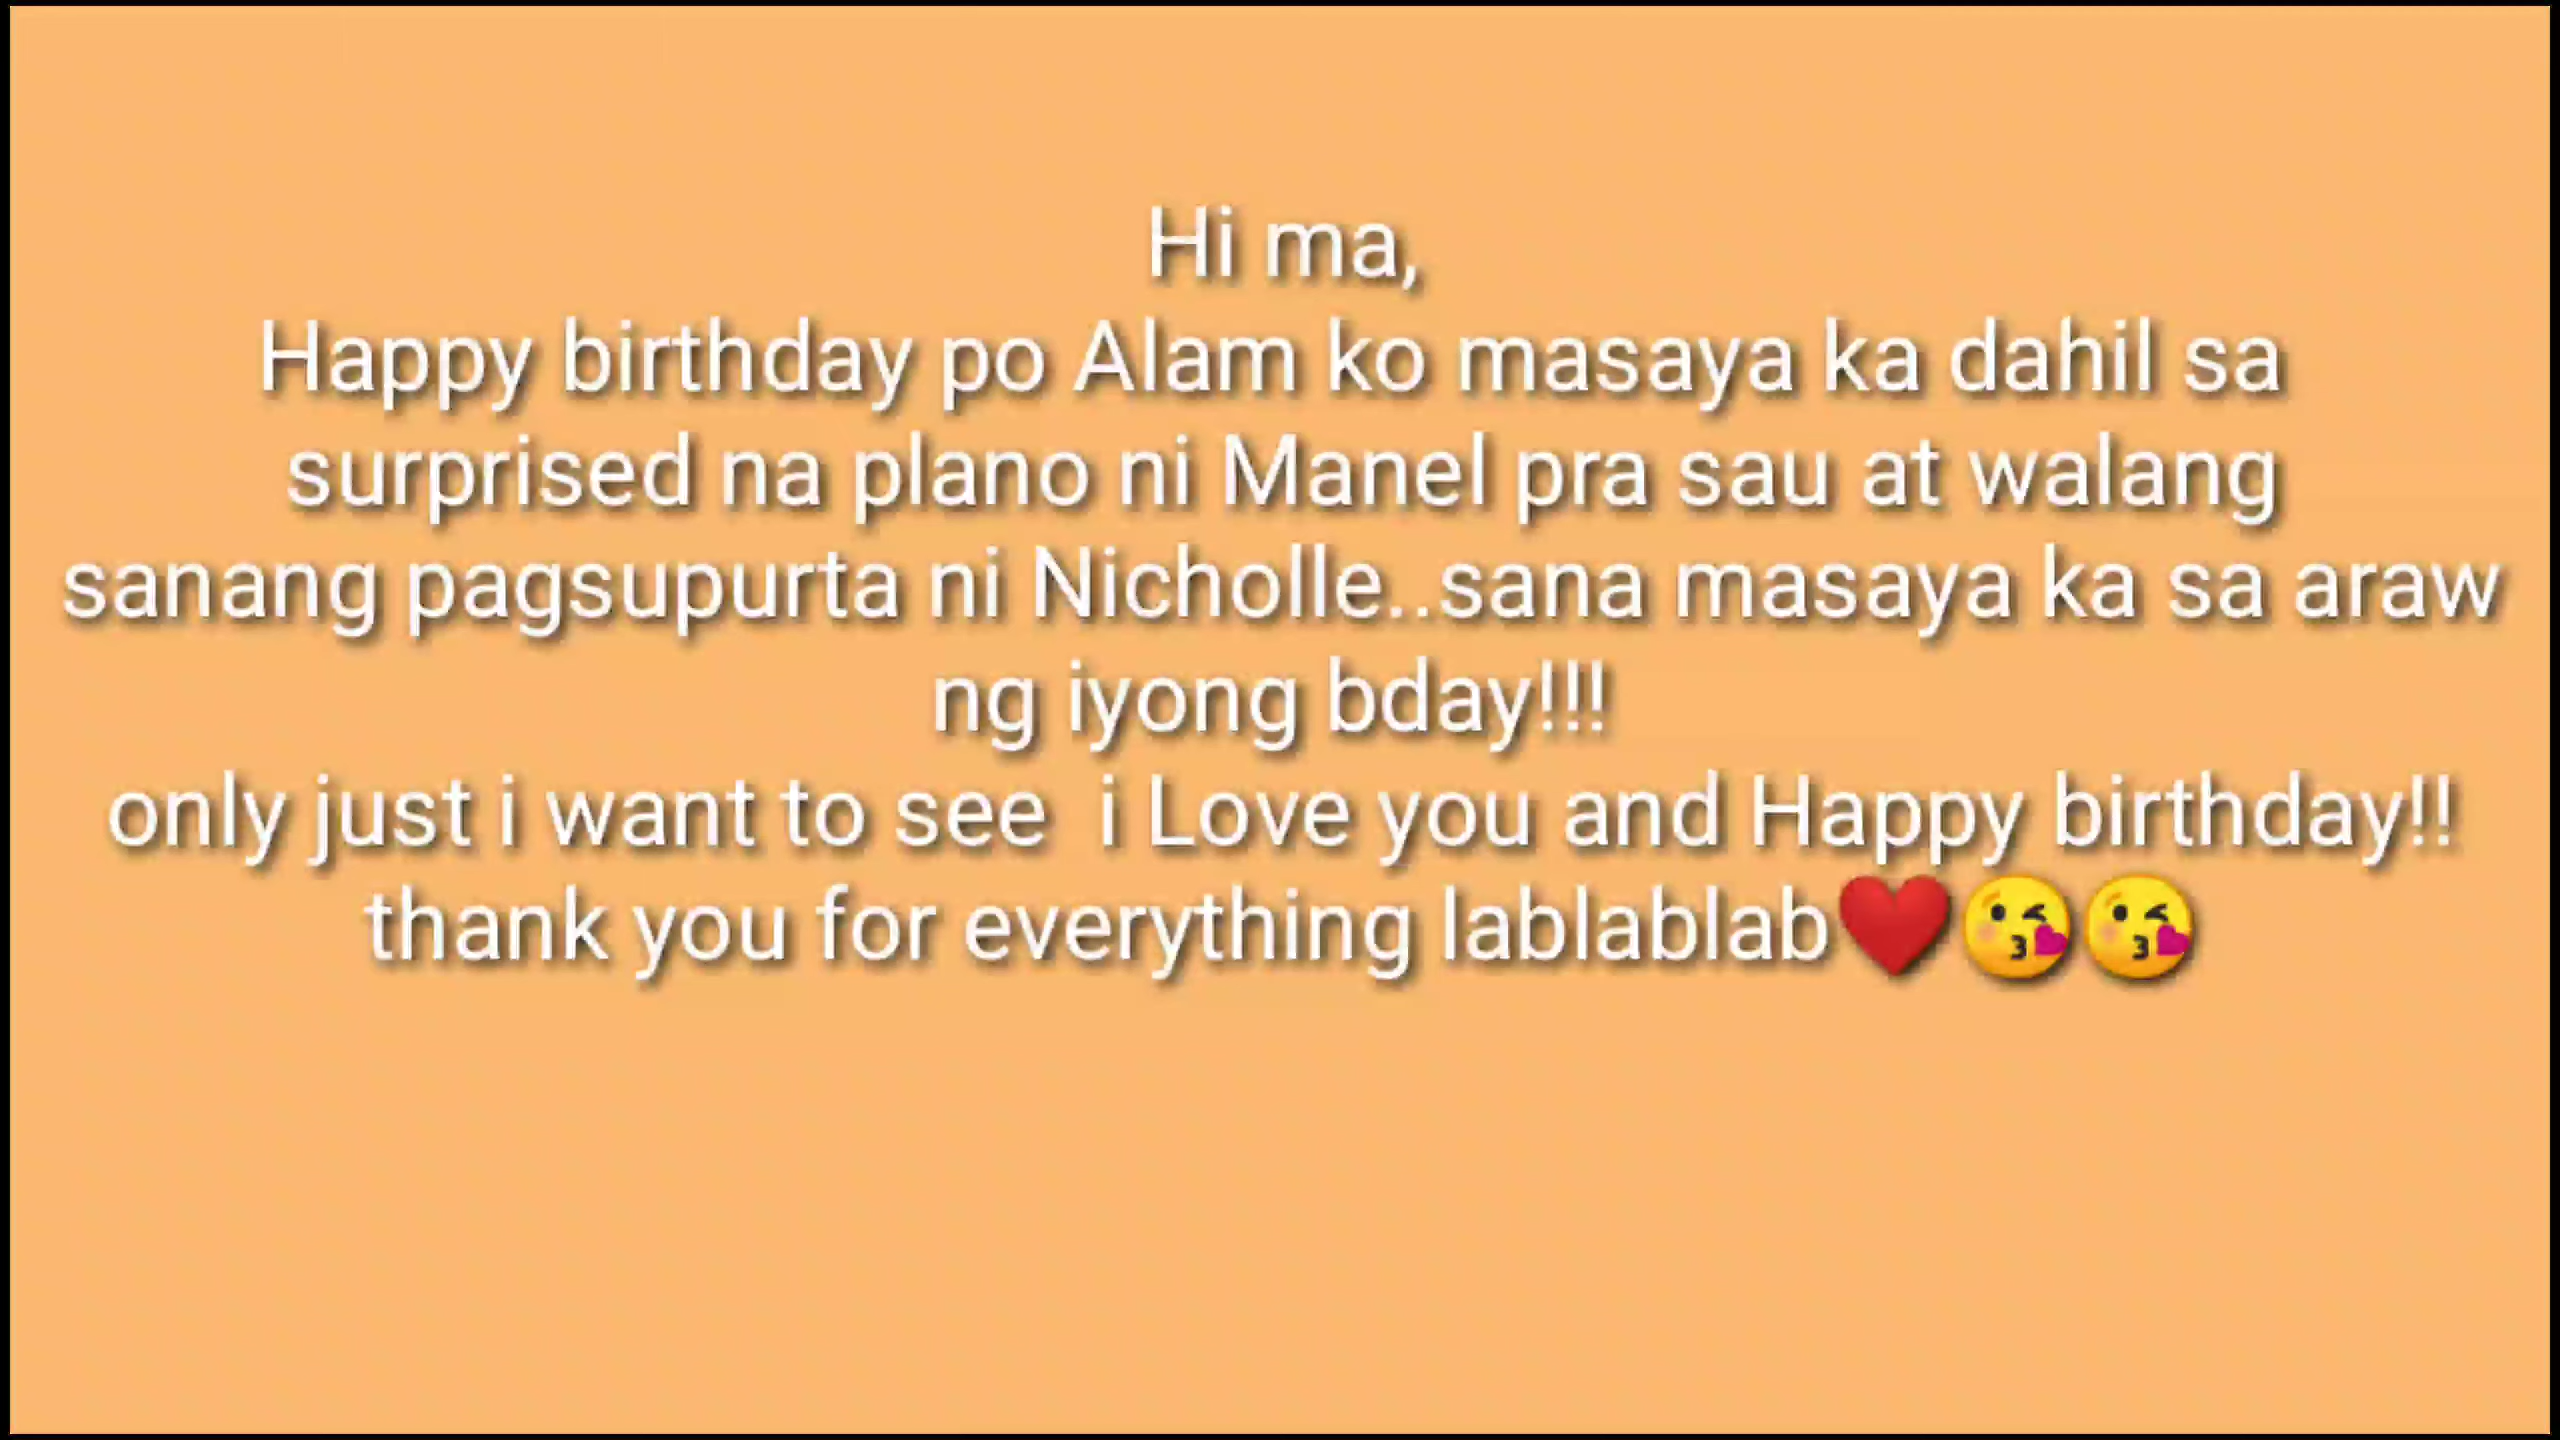 Hi ma,
Happy birthday po Alam ko masaya ka dahil sa
surprised na plano ni Manel pra sau at walang
sanang pagsupurta ni Nicholle..sana masaya ka sa araw
ng iyong bday!!!
only just i want to see  i Love you and Happy birthday!!
thank you for everything lablablab❤️😘😘